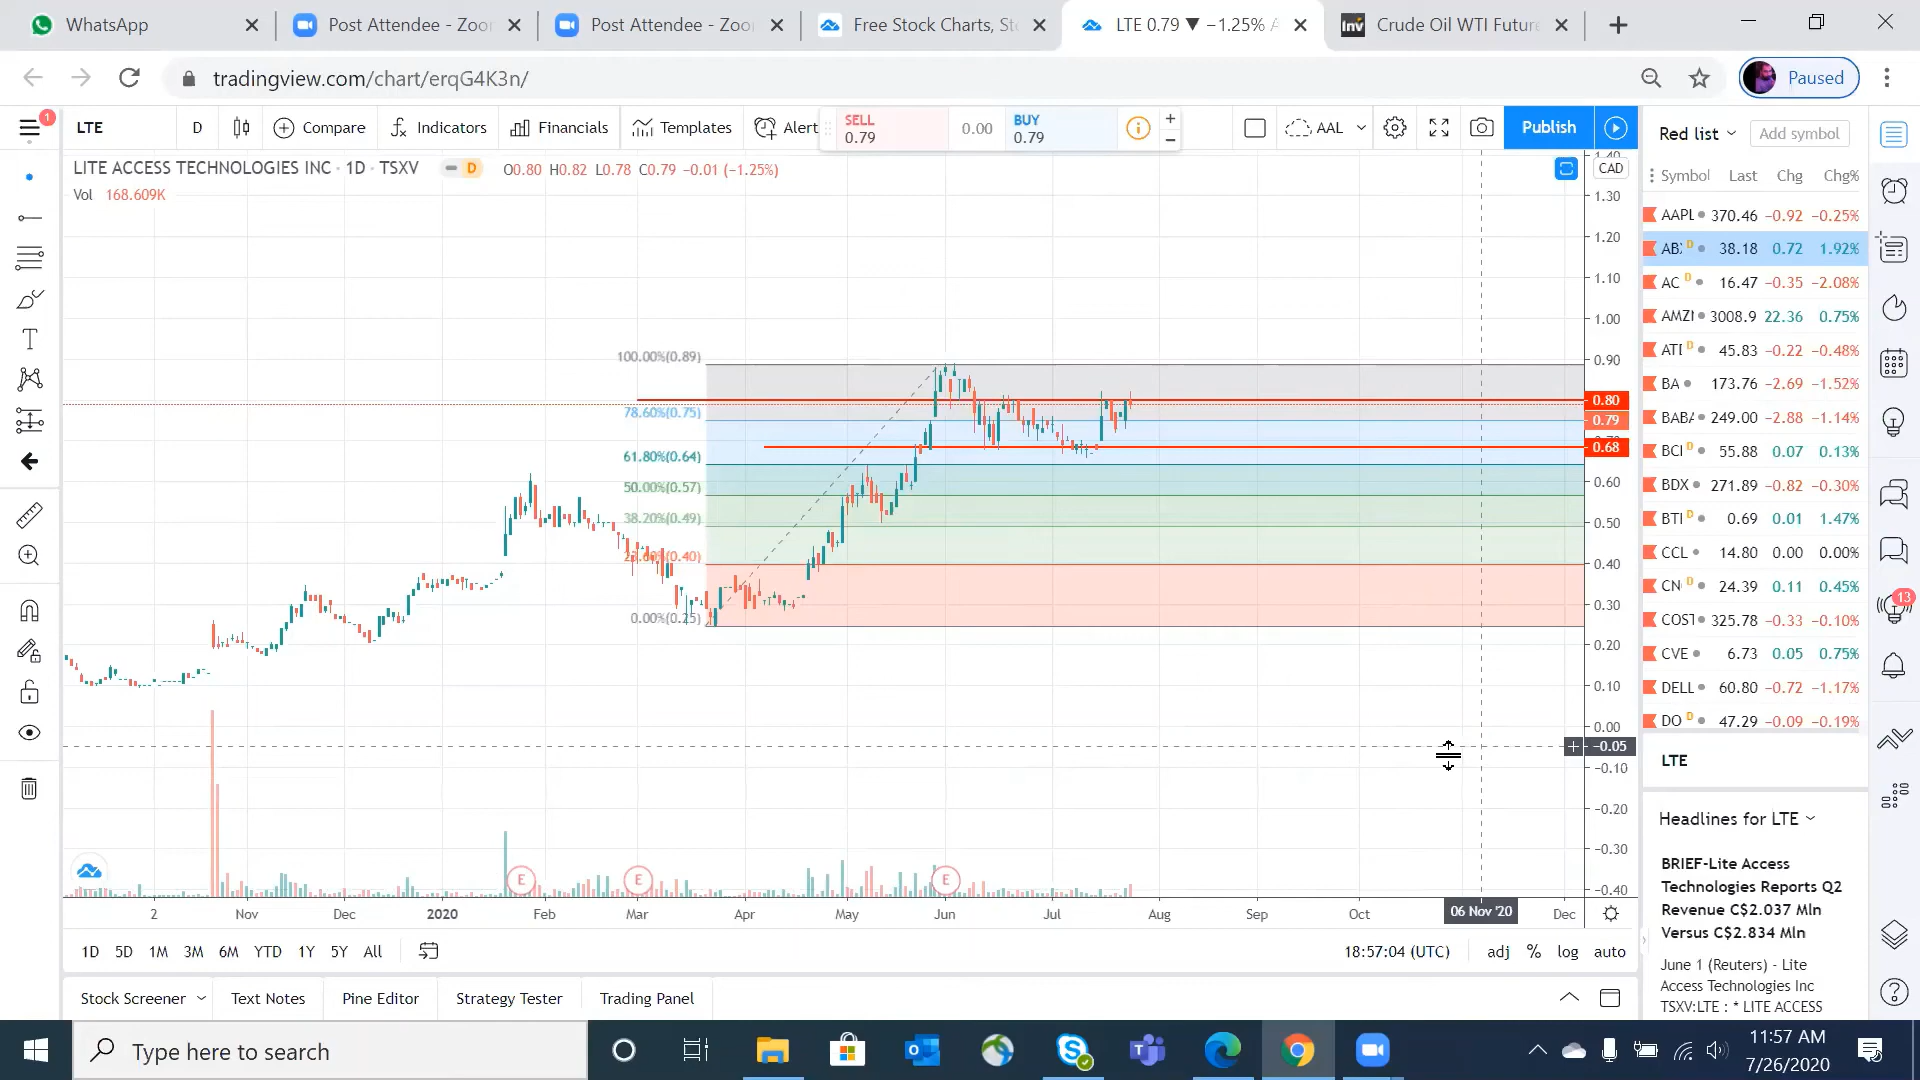 WhatsApp
Post Attendee - Zoo
Post Attendee - Zoo
Free Stock Charts, St
LTE 0.79 ▼ −1.25% A
Inv
Crude Oil WTI Futur
tradingview.com/chart/erqG4K3n/
Paused
1
LTE
D
Compare
Indicators
Financials
Templates
Alert
SELL
0.79
0.00
BUY
0.79
AAL
Publish
Red list
Add symbol
LITE ACCESS TECHNOLOGIES INC · 1D · TSXV
D
O0.80 H0.82 L0.78 C0.79 −0.01 (−1.25%)
Vol 168.609K
CAD
1.40
1.30
1.20
1.10
1.00
0.90
0.80
0.79
0.68
0.60
0.50
0.40
0.30
0.20
0.10
0.00
−0.05
−0.10
−0.20
−0.30
−0.40
100.00%(0.89)
78.60%(0.75)
61.80%(0.64)
50.00%(0.57)
38.20%(0.49)
23.60%(0.40)
0.00%(0.25)
E
E
E
2
Nov
Dec
2020
Feb
Mar
Apr
May
Jun
Jul
Aug
Sep
Oct
06 Nov '20
Dec
1D 5D 1M 3M 6M YTD 1Y 5Y All
18:57:04 (UTC)
adj % log auto
Stock Screener
Text Notes
Pine Editor
Strategy Tester
Trading Panel
Symbol Last Chg Chg%
AAPL 370.46 −0.92 −0.25%
AB D 38.18 0.72 1.92%
AC D 16.47 −0.35 −2.08%
AMZ 3008.9 22.36 0.75%
D 45.83 −0.22 −0.48%
BA 173.76 −2.69 −1.52%
BABA 249.00 −2.88 −1.14%
BCI 55.88 0.07 0.13%
BDX 271.89 −0.82 −0.30%
BTI D 0.69 0.01 1.47%
CCL 14.80 0.00 0.00%
CN D 24.39 0.11 0.45%
COST 325.78 −0.33 −0.10%
CVE 6.73 0.05 0.75%
DELL 60.80 −0.72 −1.17%
DO D 47.29 −0.09 −0.19%
13
LTE
Headlines for LTE
BRIEF-Lite Access
Technologies Reports Q2
Revenue C$2.037 Mln
Versus C$2.834 Mln
June 1 (Reuters) - Lite
Access Technologies Inc
TSXV:LTE : * LITE ACCESS
Type here to search
11:57 AM
7/26/2020